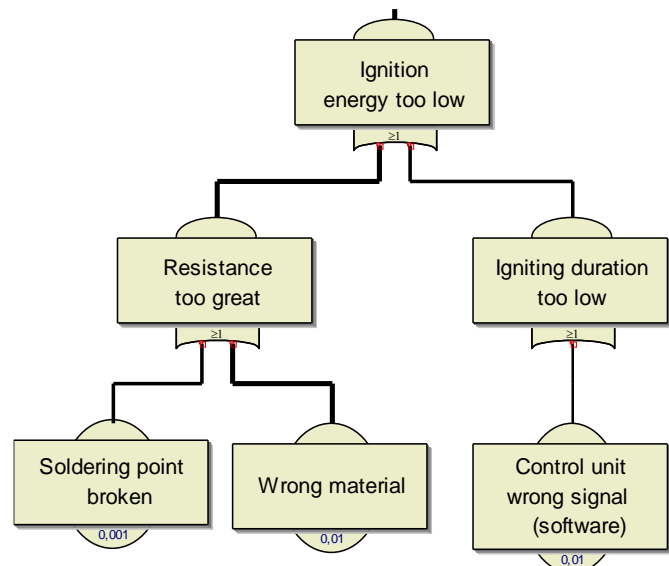 Ignition
energy too low
≥1
Resistance
too great
≥1
Igniting duration
too low
≥1
Soldering point
broken
0,001
Wrong material
0,01
Control unit
wrong signal
(software)
0,01